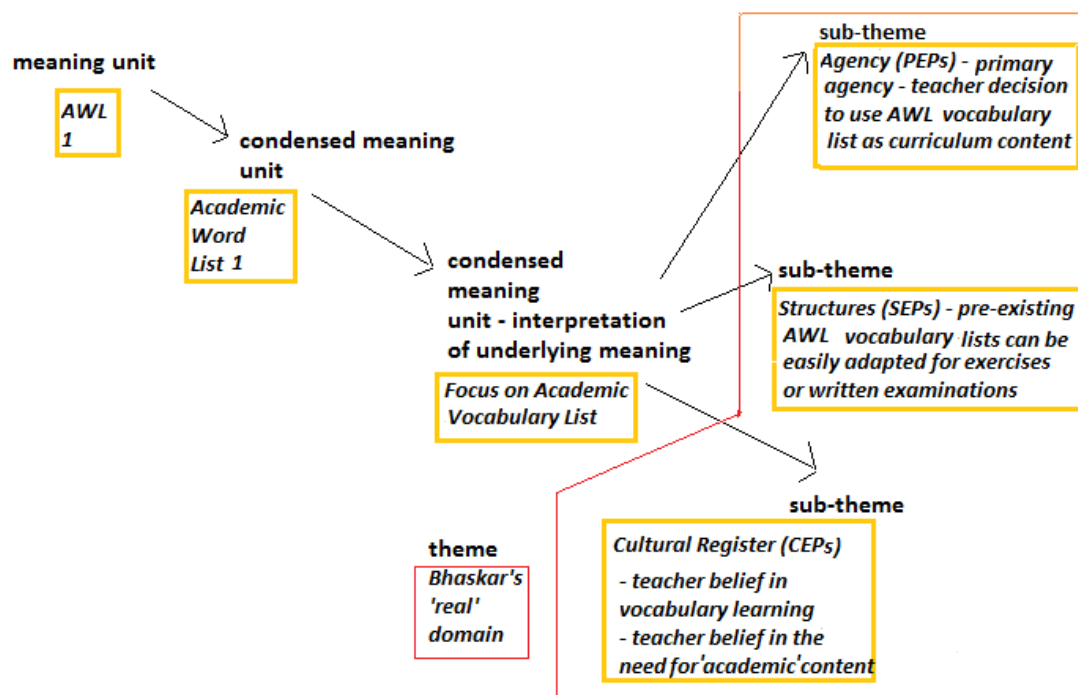 meaning unit
AWL
1
condensed meaning
unit
Academic
Word
List 1
condensed
meaning
unit - interpretation
of underlying meaning
Focus on Academic
Vocabulary List
sub-theme
Agency (PEPs) - primary
agency - teacher decision
to use AWL vocabulary
list as curriculum content
sub-theme
Structures (SEPs) - pre-existing
AWL vocabulary lists can be
easily adapted for exercises
or written examinations
sub-theme
Cultural Register (CEPs)
- teacher belief in
vocabulary learning
- teacher belief in the
need for 'academic' content
theme
Bhaskar's
'real'
domain